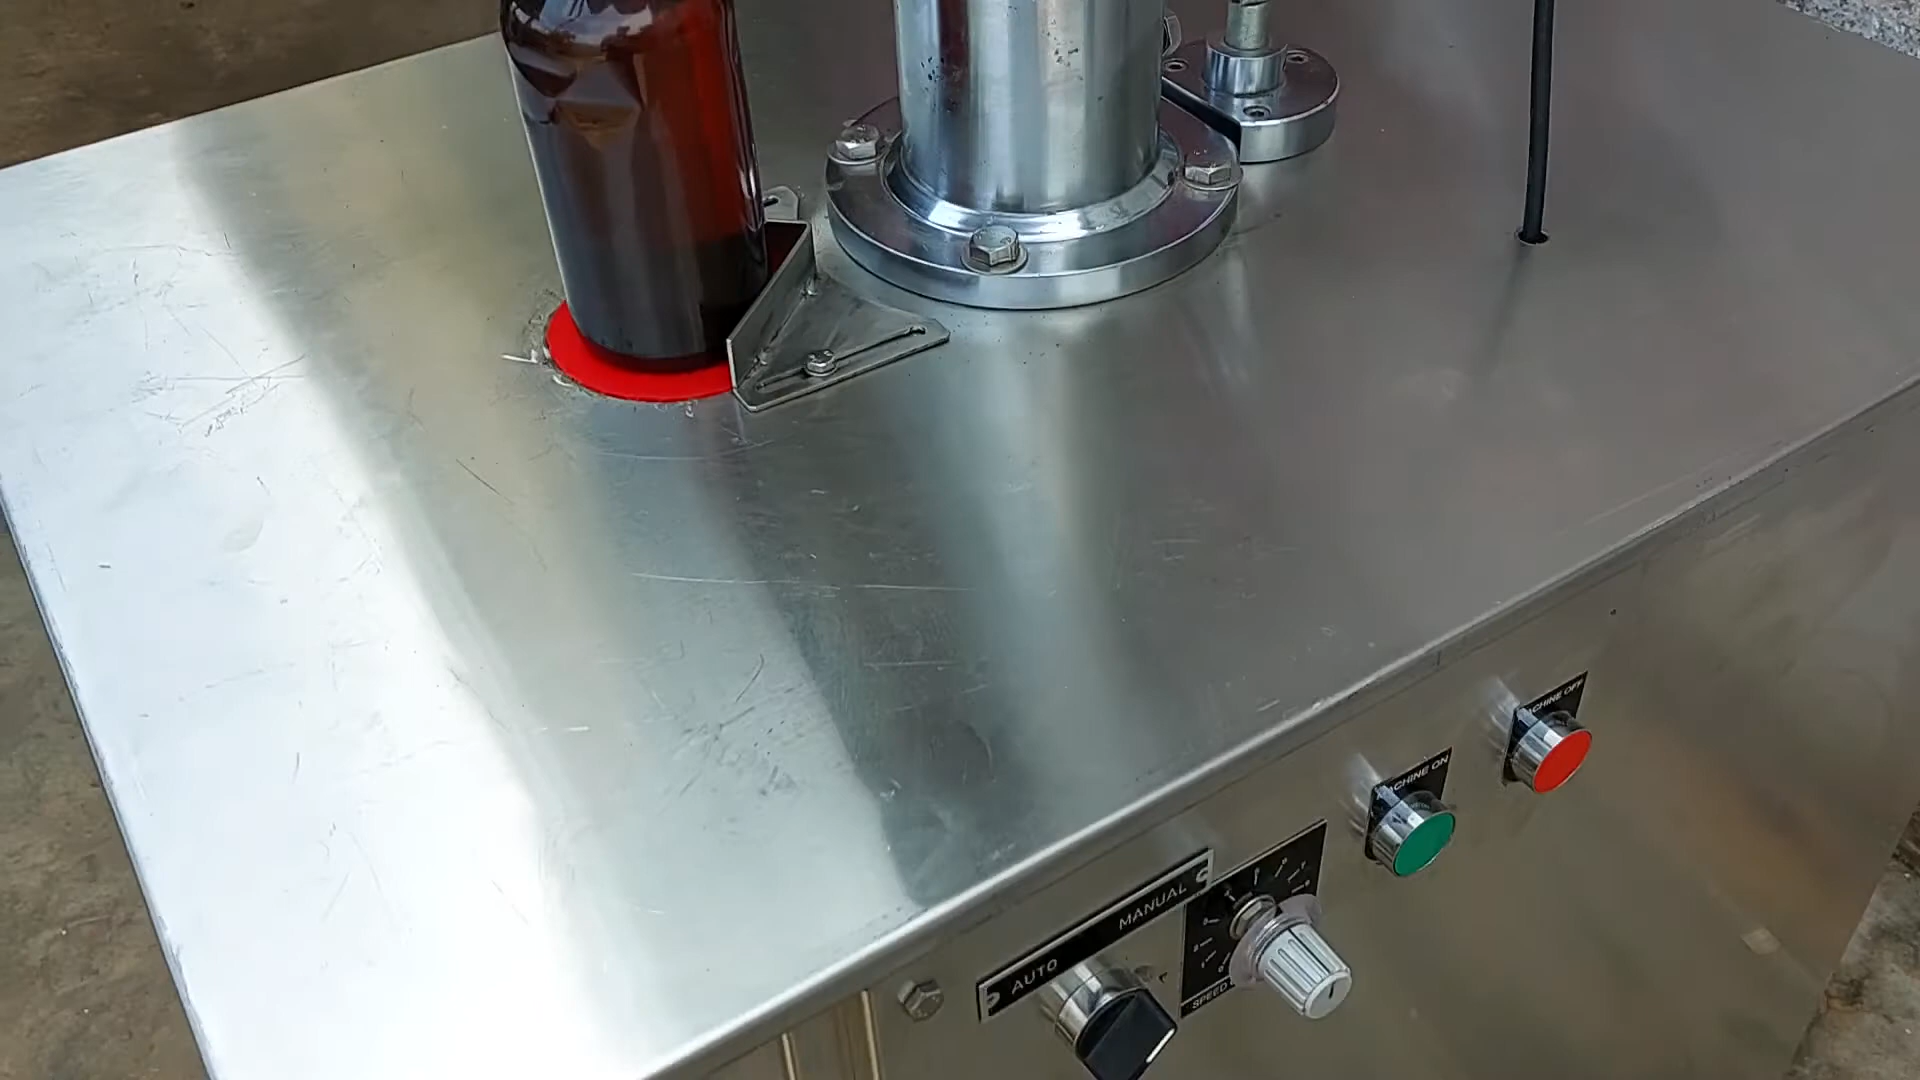 MACHINE OFF
MACHINE ON
MANUAL
AUTO
SPEED